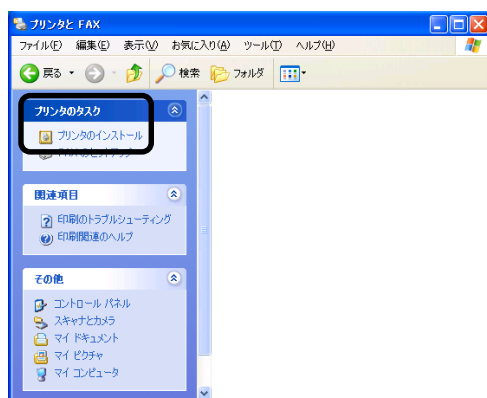 プリンタと FAX
ファイル(F) 編集(E) 表示(V) お気に入り(A) ツール(T) ヘルプ(H)
戻る 検索 フォルダ
プリンタのタスク
プリンタのインストール
関連項目
印刷のトラブルシューティング
印刷関連のヘルプ
その他
コントロール パネル
スキャナとカメラ
マイ ドキュメント
マイ ピクチャ
マイ コンピュータ